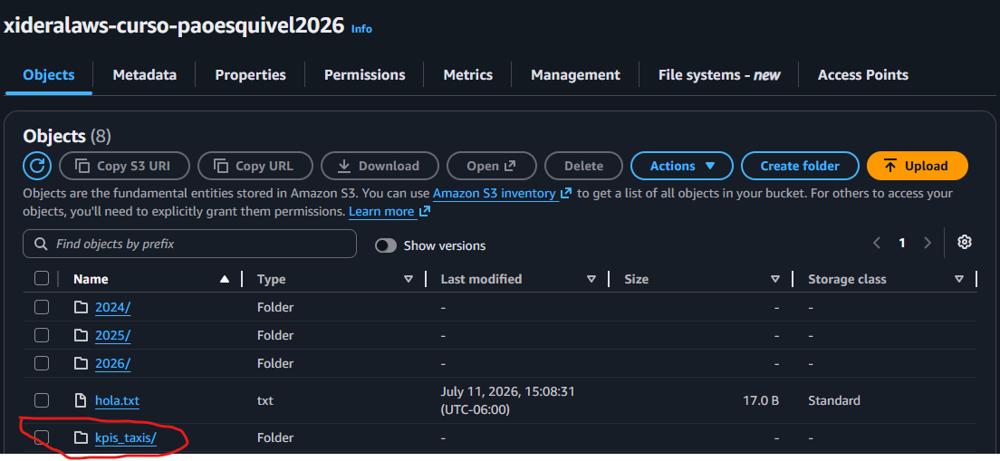 xideralaws-curso-paoesquivel2026 Info
Objects Metadata Properties Permissions Metrics Management File systems - new Access Points
Objects (8)
Copy S3 URI Copy URL Download Open Delete Actions Create folder Upload
Objects are the fundamental entities stored in Amazon S3. You can use Amazon S3 inventory to get a list of all objects in your bucket. For others to access your
objects, you'll need to explicitly grant them permissions. Learn more
Find objects by prefix Show versions 1
Name Type Last modified Size Storage class
2024/ Folder - - -
2025/ Folder - - -
2026/ Folder - - -
hola.txt txt July 11, 2026, 15:08:31 17.0 B Standard
(UTC-06:00)
kpis_taxis/ Folder - - -